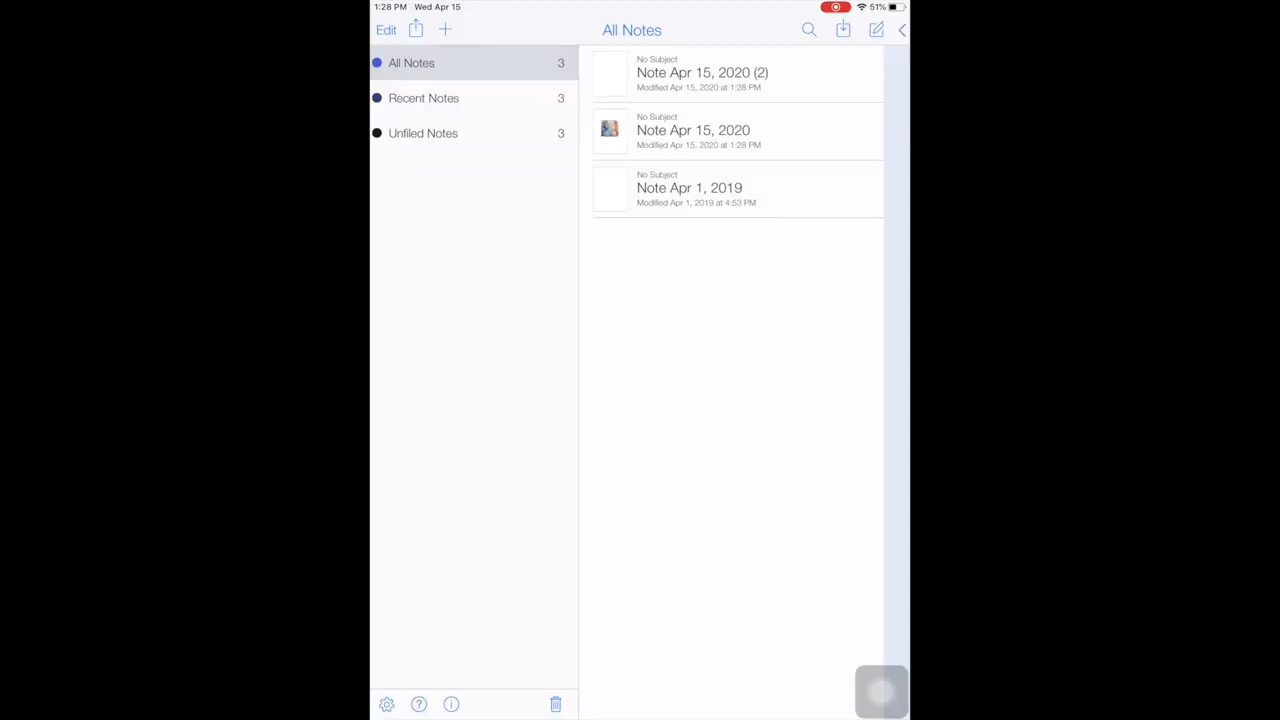 1:28 PM Wed Apr 15
51%
Edit
All Notes
All Notes 3
Recent Notes 3
Unfiled Notes 3
No Subject
Note Apr 15, 2020 (2)
Modified Apr 15, 2020 at 1:28 PM
No Subject
Note Apr 15, 2020
Modified Apr 15, 2020 at 1:28 PM
No Subject
Note Apr 1, 2019
Modified Apr 1, 2019 at 4:53 PM